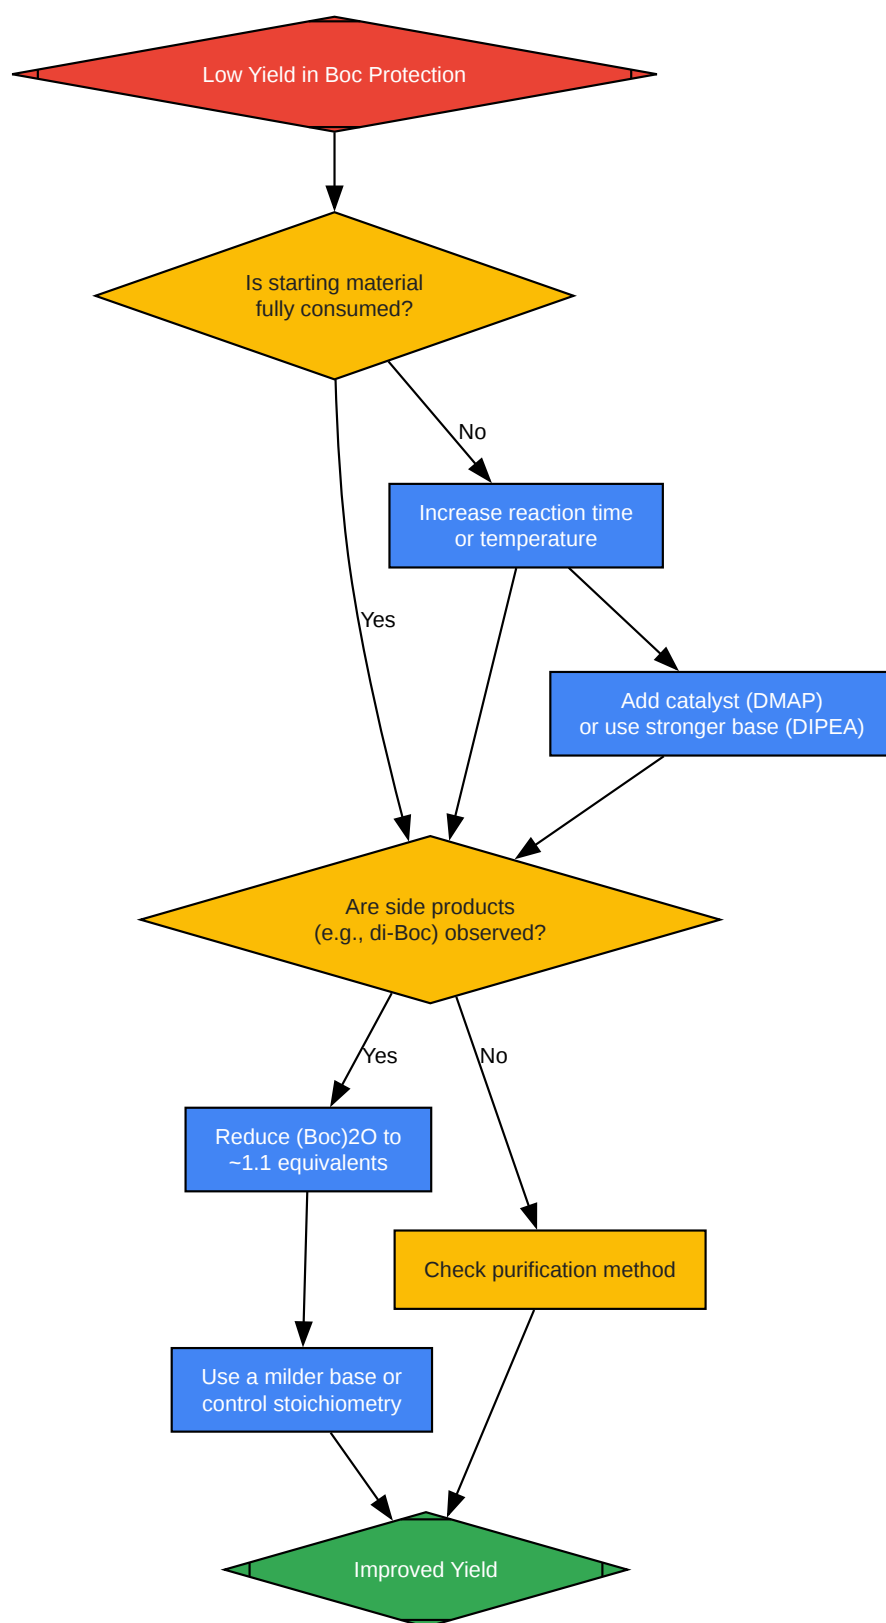 Low Yield in Boc Protection
Is starting material
fully consumed?
No
Increase reaction time
or temperature
Yes
Add catalyst (DMAP)
or use stronger base (DIPEA)
Are side products
(e.g., di-Boc) observed?
Yes
No
Reduce (Boc)2O to
~1.1 equivalents
Check purification method
Use a milder base or
control stoichiometry
Improved Yield